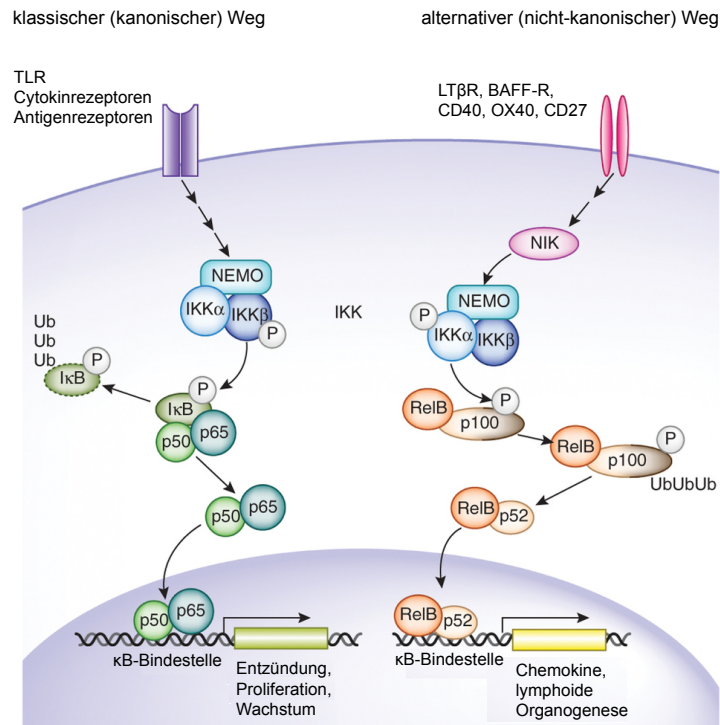 klassischer (kanonischer) Weg
alternativer (nicht-kanonischer) Weg
TLR
Cytokinrezeptoren
Antigenrezeptoren
LTβR, BAFF-R,
CD40, OX40, CD27
NIK
NEMO
IKKα
IKKβ
P
IKK
NEMO
P
IKKα
IKKβ
Ub
Ub
Ub
P
IκB
P
IκB
p50
p65
RelB
P
p100
RelB
P
p100
UbUbUb
p50
p65
RelB
p52
p50
p65
κB-Bindestelle
Entzündung,
Proliferation,
Wachstum
RelB
p52
κB-Bindestelle
Chemokine,
lymphoide
Organogenese